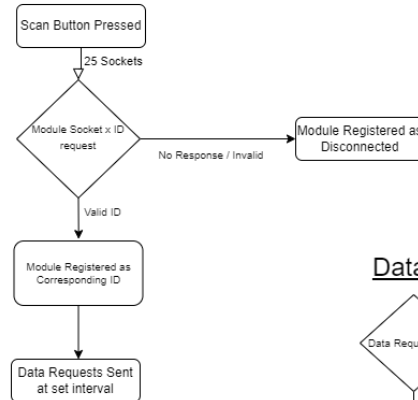 Scan Button Pressed
25 Sockets
Module Socket x ID
request
No Response / Invalid
Module Registered as
Disconnected
Valid ID
Module Registered as
Corresponding ID
Data Requests Sent
at set interval
Data
Data Requ